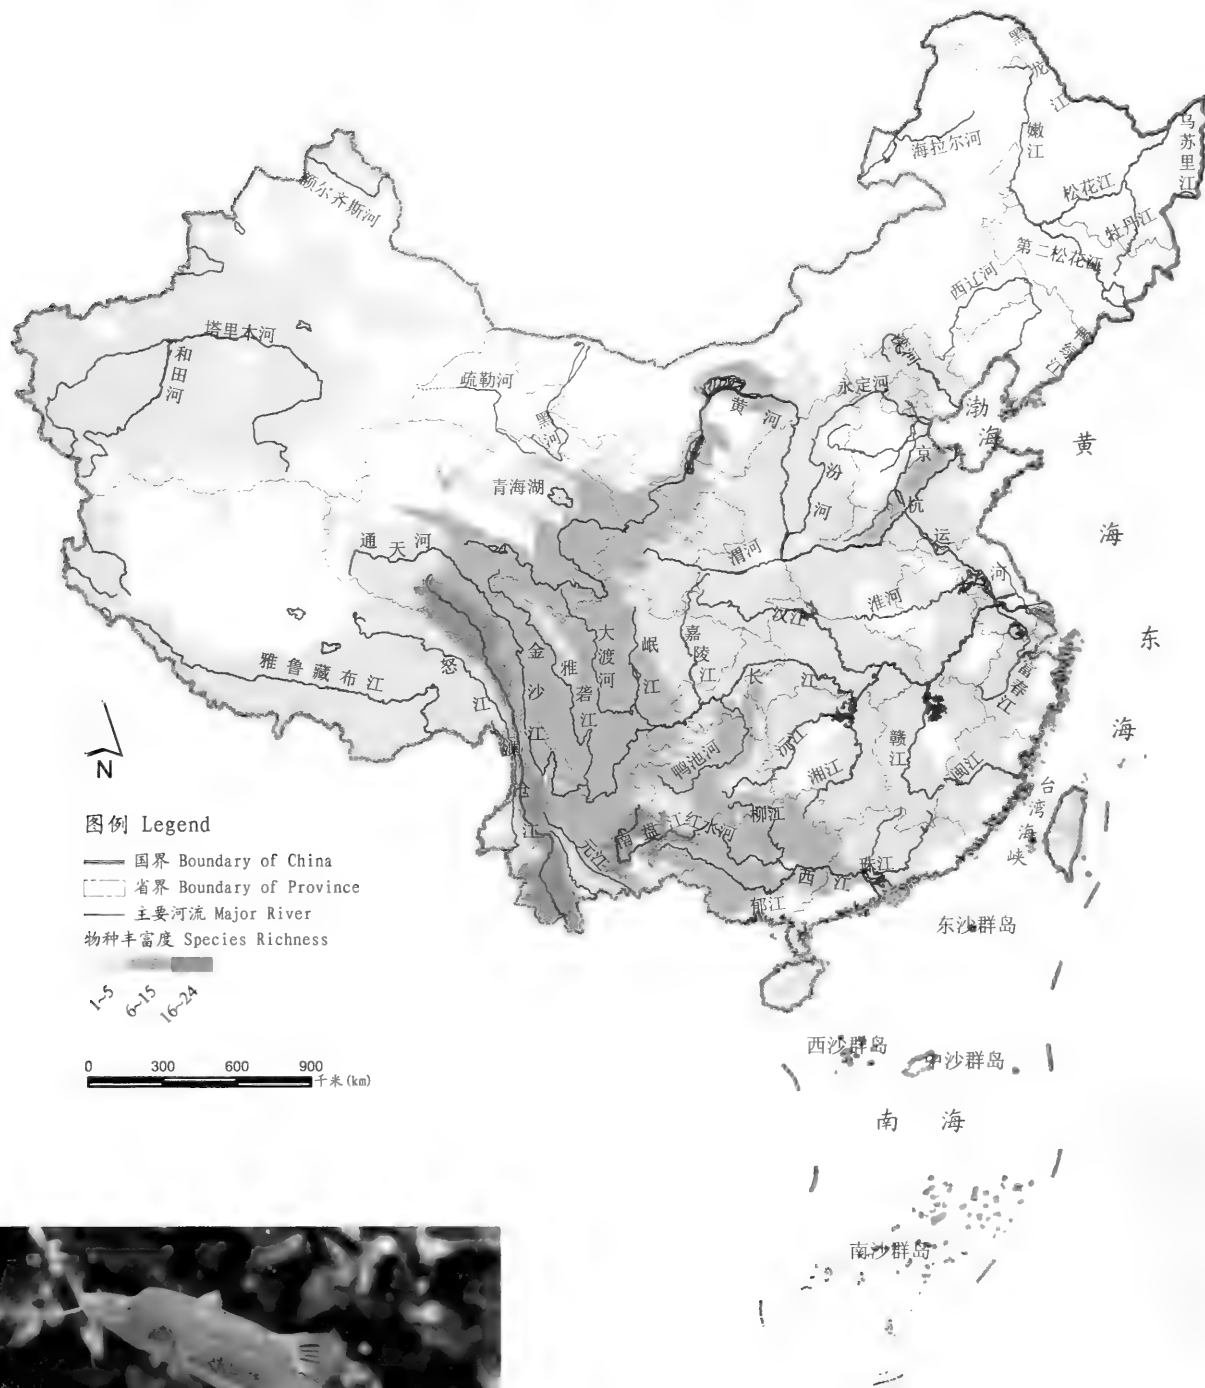 黑
龙
江
乌苏里江
嫩江
海拉尔河
松花江
牡丹江
额尔齐斯河
第二松花江
西辽河
鸭绿江
塔里木河
和田河
滦河
疏勒河
永定河
渤
海
黄
河
黑河
黄
京
汾
河
青海湖
杭
海
通天河
运
渭河
河
淮河
汉江
东
大渡河
岷
江
嘉陵江
金
沙
江
雅
砻
江
长
江
富春江
雅鲁藏布江
怒
江
海
澜
沧
江
沅江
赣江
鸭池河
湘江
闽江
台
湾
海
峡
N
图例 Legend
柳江
南盘江红水河
元江
国界 Boundary of China
珠江
西江
省界 Boundary of Province
郁江
主要河流 Major River
东沙群岛
物种丰富度 Species Richness
1~5
6~15
16~24
西沙群岛
中沙群岛
0 300 600 900
千米(km)
南 海
南沙群岛